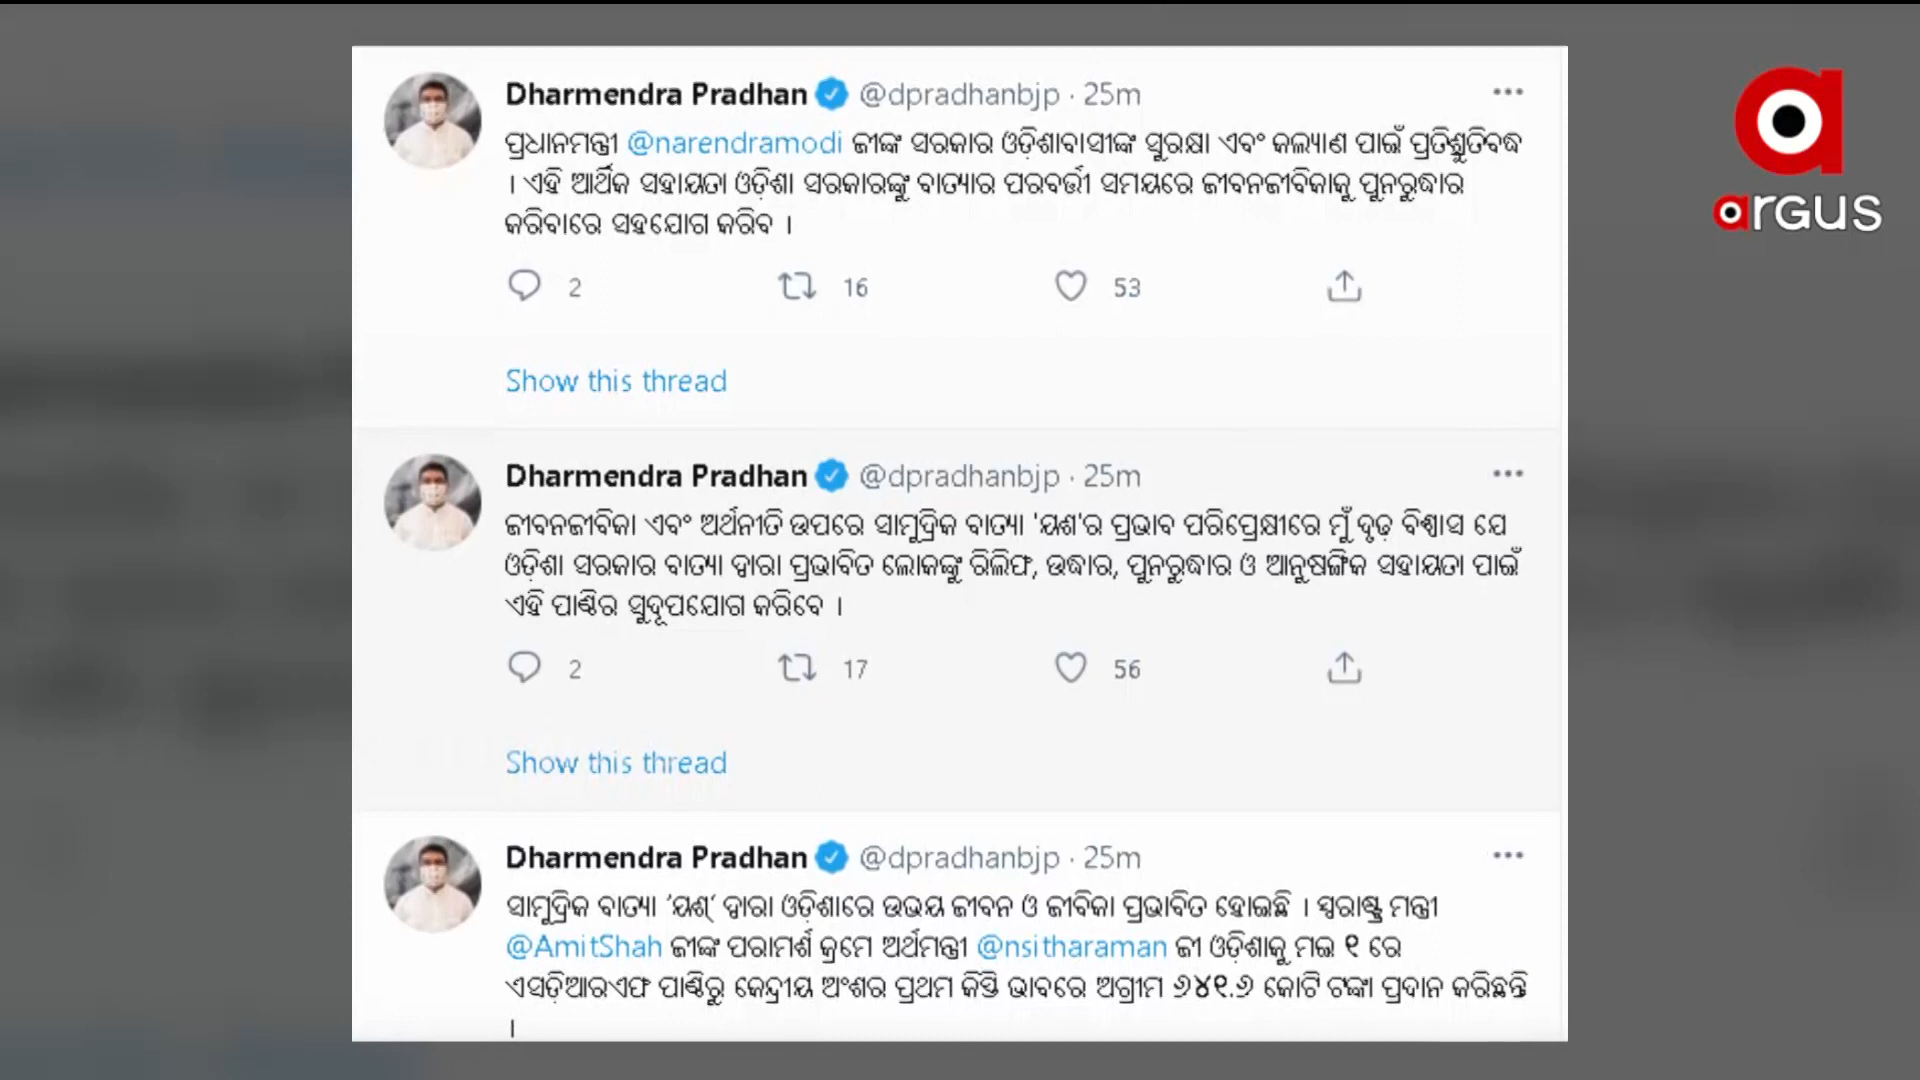 Dharmendra Pradhan @dpradhanbjp · 25m
ପ୍ରଧାନମନ୍ତ୍ରୀ @narendramodi ଜୀଙ୍କ ସରକାର ଓଡ଼ିଶାବାସୀଙ୍କ ସୁରକ୍ଷା ଏବଂ କଲ୍ୟାଣ ପାଇଁ ପ୍ରତିଶ୍ରୁତିବଦ୍ଧ
। ଏହି ଆର୍ଥିକ ସହାୟତା ଓଡ଼ିଶା ସରକାରଙ୍କୁ ବାତ୍ୟାର ପରବର୍ତ୍ତୀ ସମୟରେ ଜୀବନଜୀବିକାକୁ ପୁନରୁଦ୍ଧାର
କରିବାରେ ସହଯୋଗ କରିବ ।
2 16 53
Show this thread
Dharmendra Pradhan @dpradhanbjp · 25m
ଜୀବନଜୀବିକା ଏବଂ ଅର୍ଥନୀତି ଉପରେ ସାମୁଦ୍ରିକ ବାତ୍ୟା 'ୟଶ'ର ପ୍ରଭାବ ପରିପ୍ରେକ୍ଷୀରେ ମୁଁ ଦୃଢ଼ ବିଶ୍ୱାସ ଯେ
ଓଡ଼ିଶା ସରକାର ବାତ୍ୟା ଦ୍ୱାରା ପ୍ରଭାବିତ ଲୋକଙ୍କୁ ରିଲିଫ, ଉଦ୍ଧାର, ପୁନରୁଦ୍ଧାର ଓ ଆନୁଷଙ୍ଗିକ ସହାୟତା ପାଇଁ
ଏହି ପାଣ୍ଠିର ସୁଦୂପଯୋଗ କରିବେ ।
2 17 56
Show this thread
Dharmendra Pradhan @dpradhanbjp · 25m
ସାମୁଦ୍ରିକ ବାତ୍ୟା 'ୟଶ୍' ଦ୍ୱାରା ଓଡ଼ିଶାରେ ଉଭୟ ଜୀବନ ଓ ଜୀବିକା ପ୍ରଭାବିତ ହୋଇଛି । ସ୍ୱରାଷ୍ଟ୍ର ମନ୍ତ୍ରୀ
@AmitShah ଜୀଙ୍କ ପରାମର୍ଶ କ୍ରମେ ଅର୍ଥମନ୍ତ୍ରୀ @nsitharaman ଜୀ ଓଡ଼ିଶାକୁ ମଇ ୧ ରେ
ଏସଡ଼ିଆରଏଫ ପାଣ୍ଠିରୁ କେନ୍ଦ୍ରୀୟ ଅଂଶର ପ୍ରଥମ କିସ୍ତି ଭାବରେ ଅଗ୍ରୀମ ୬୪୧.୬ କୋଟି ଟଙ୍କା ପ୍ରଦାନ କରିଛନ୍ତି
।
argus